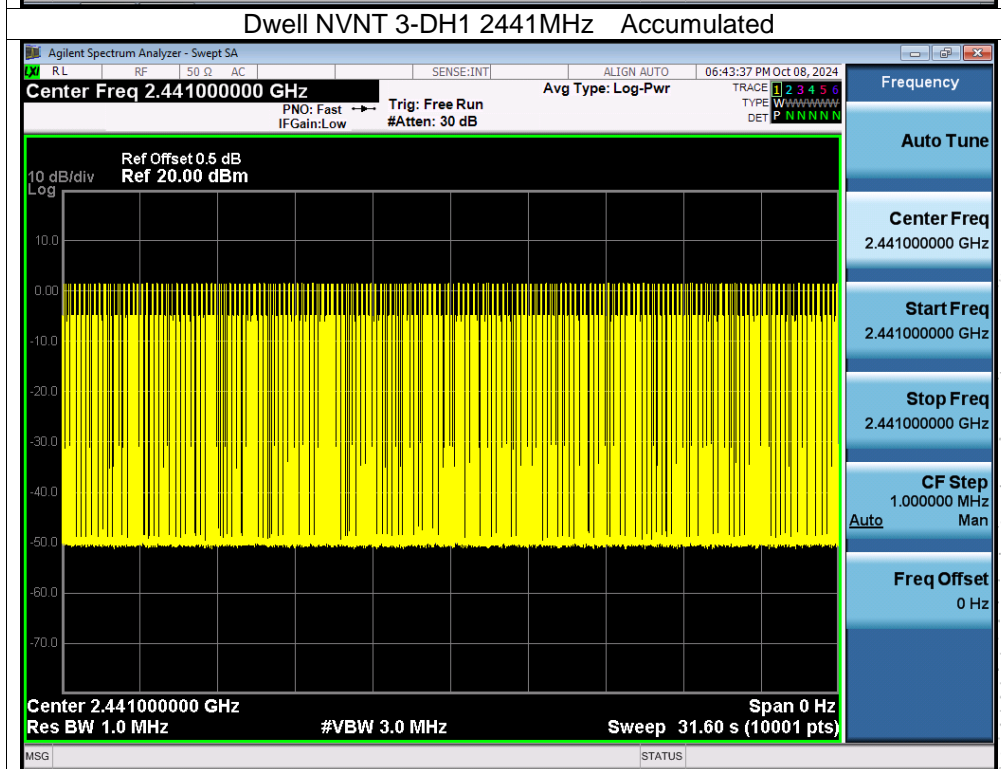 Dwell NVNT 3-DH1 2441MHz Accumulated
Agilent Spectrum Analyzer - Swept SA
LXI RL RF 50 Ω AC SENSE:INT ALIGN AUTO 06:43:37 PM Oct 08, 2024
Center Freq 2.441000000 GHz
PNO: Fast
IFGain:Low
Trig: Free Run
#Atten: 30 dB
Avg Type: Log-Pwr
TRACE 1 2 3 4 5 6
TYPE W W W W W W
DET P N N N N N
Frequency
Auto Tune
Center Freq
2.441000000 GHz
Start Freq
2.441000000 GHz
Stop Freq
2.441000000 GHz
CF Step
1.000000 MHz
Auto Man
Freq Offset
0 Hz
Ref Offset 0.5 dB
10 dB/div Ref 20.00 dBm
Log
10.0
0.00
-10.0
-20.0
-30.0
-40.0
-50.0
-60.0
-70.0
Center 2.441000000 GHz Span 0 Hz
Res BW 1.0 MHz #VBW 3.0 MHz Sweep 31.60 s (10001 pts)
MSG STATUS